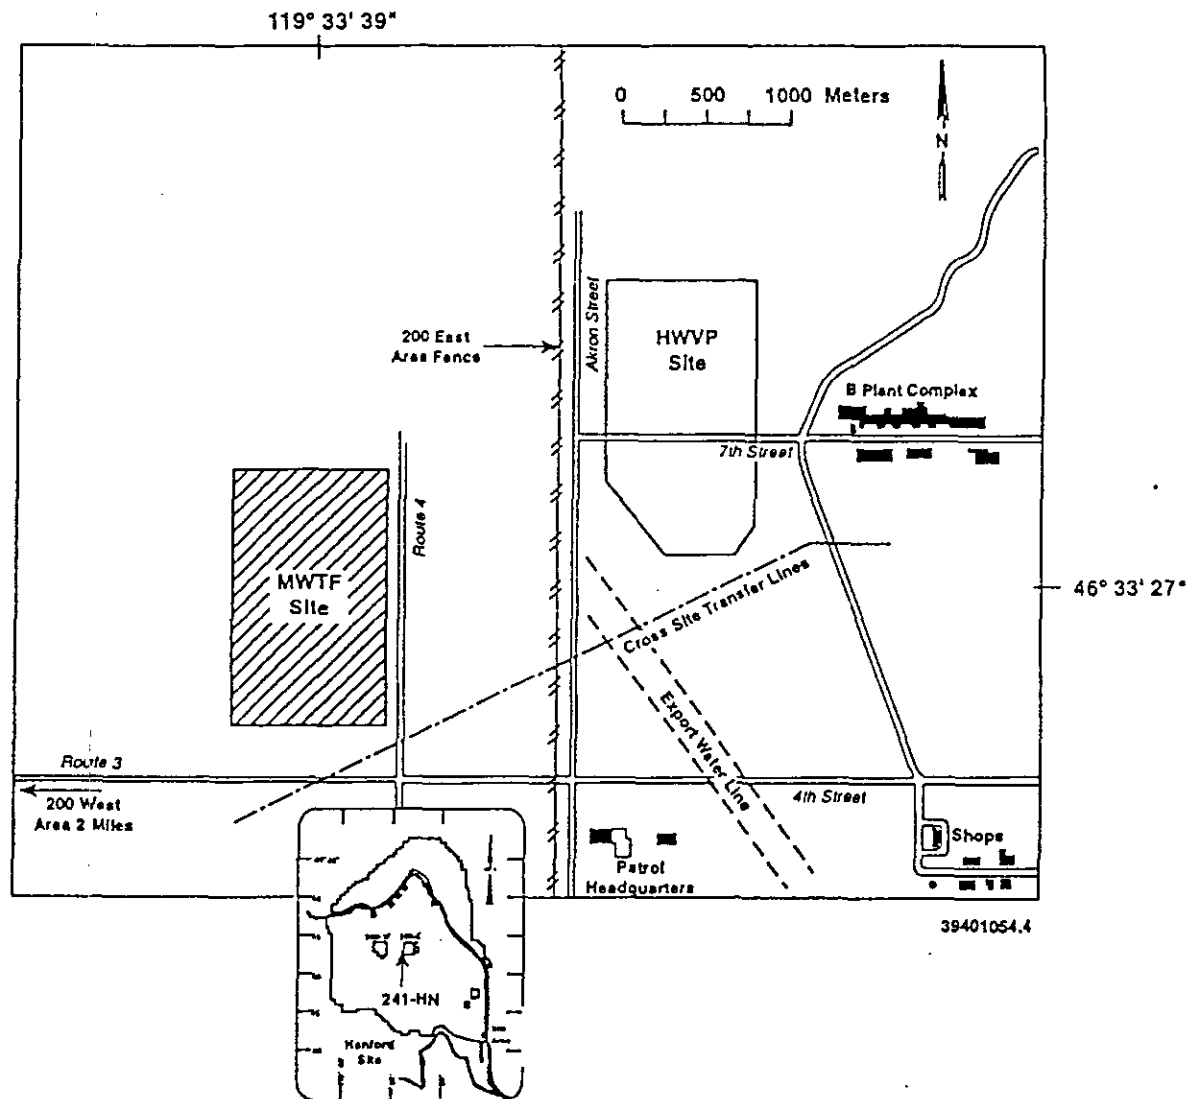 119° 33' 39"
0 500 1000 Meters
N
Akron Street
HWVP
Site
200 East
Area Fence
B Plant Complex
7th Street
Route 4
MWTF
Site
46° 33' 27"
Cross Site Transfer Lines
Export Water Line
Route 3
4th Street
200 West
Area 2 Miles
Shops
Patrol
Headquarters
39401054.4
241-HN
Hanford
Site